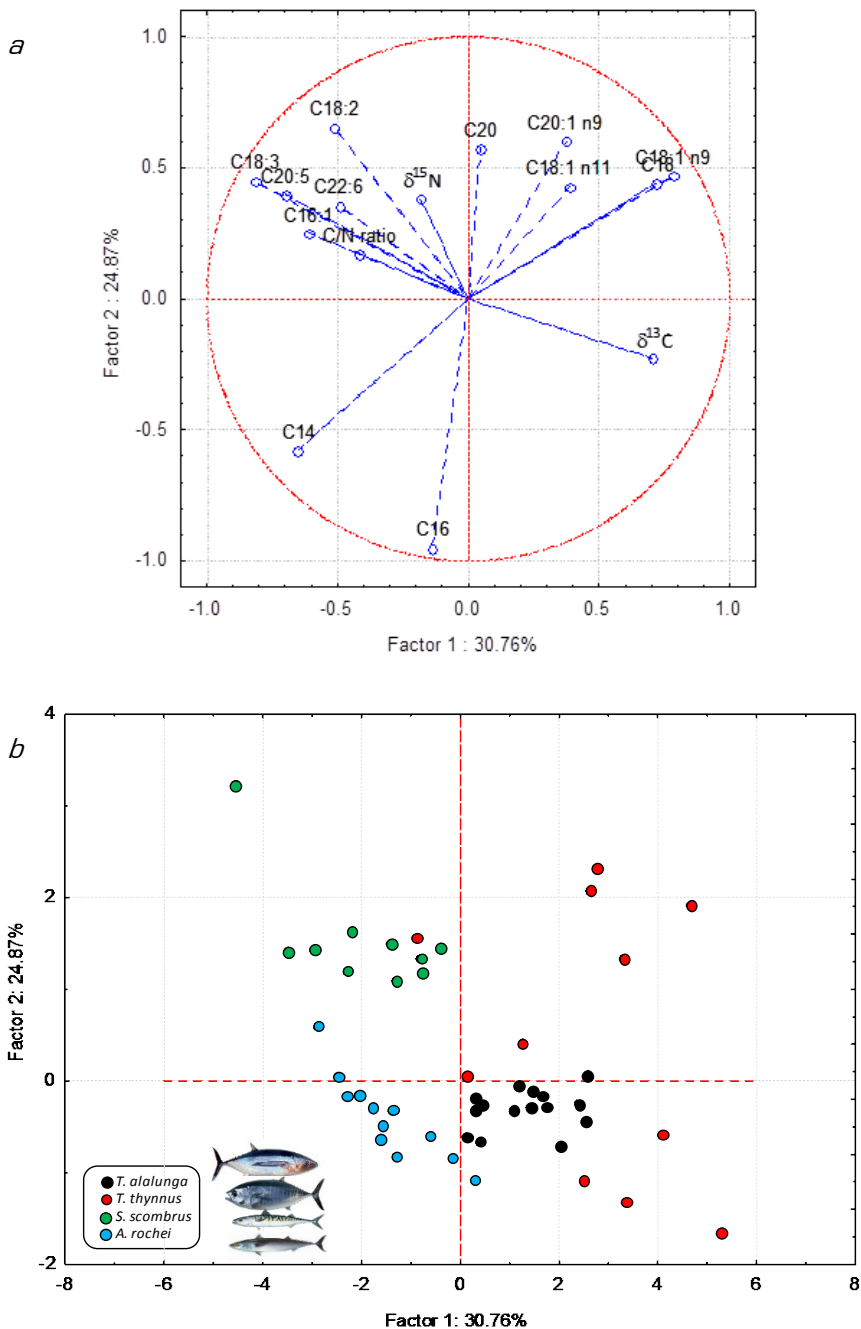 a
1.0
0.5
0.0
-0.5
-1.0
Factor 2 : 24.87%
C18:2
C20
C20:1 n9
C18:3
C20:5
C22:6
δ15N
C18:1 n11
C18:1 n9
C18
C16:1
C/N ratio
δ13C
C14
C16
-1.0 -0.5 0.0 0.5 1.0
Factor 1 : 30.76%
b
4
2
0
-2
Factor 2: 24.87%
T. alalunga
T. thynnus
S. scombrus
A. rochei
-8 -6 -4 -2 0 2 4 6 8
Factor 1: 30.76%